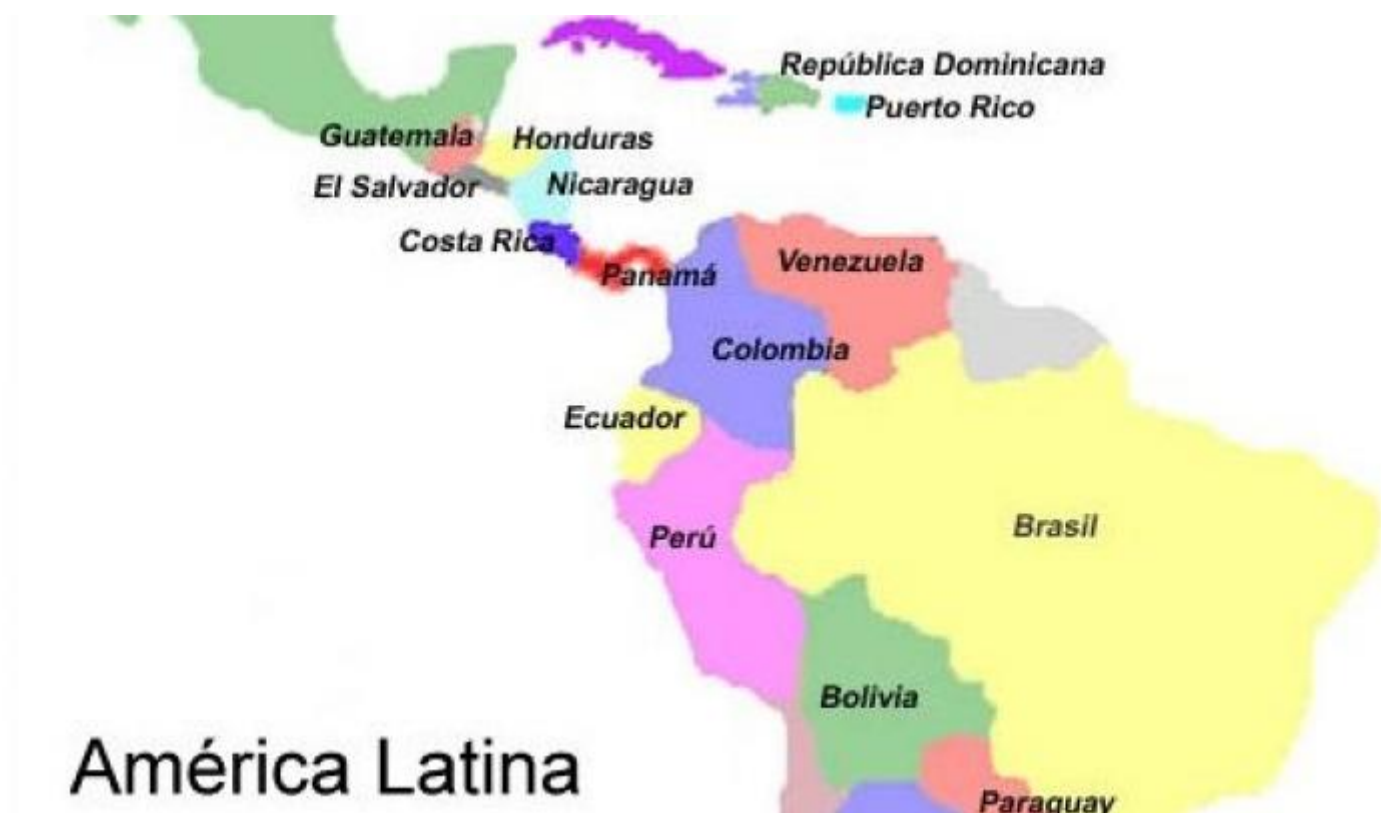 República Dominicana
Puerto Rico
Guatemala
Honduras
El Salvador
Nicaragua
Costa Rica
Panamá
Venezuela
Colombia
Ecuador
Perú
Brasil
Bolivia
América Latina
Paraguay